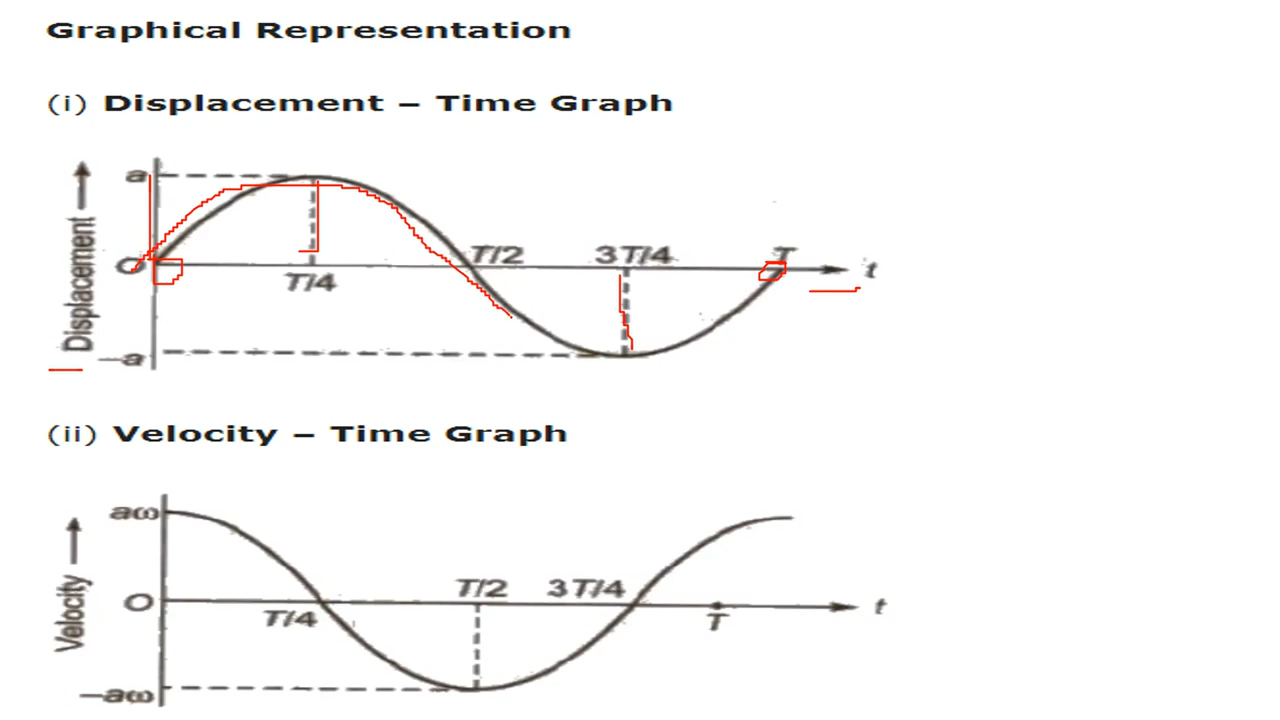 Graphical Representation
(i) Displacement – Time Graph
a
Displacement
O
T/4
T/2
3T/4
T
t
–a
(ii) Velocity – Time Graph
aω
Velocity
O
T/4
T/2
3T/4
T
t
–aω